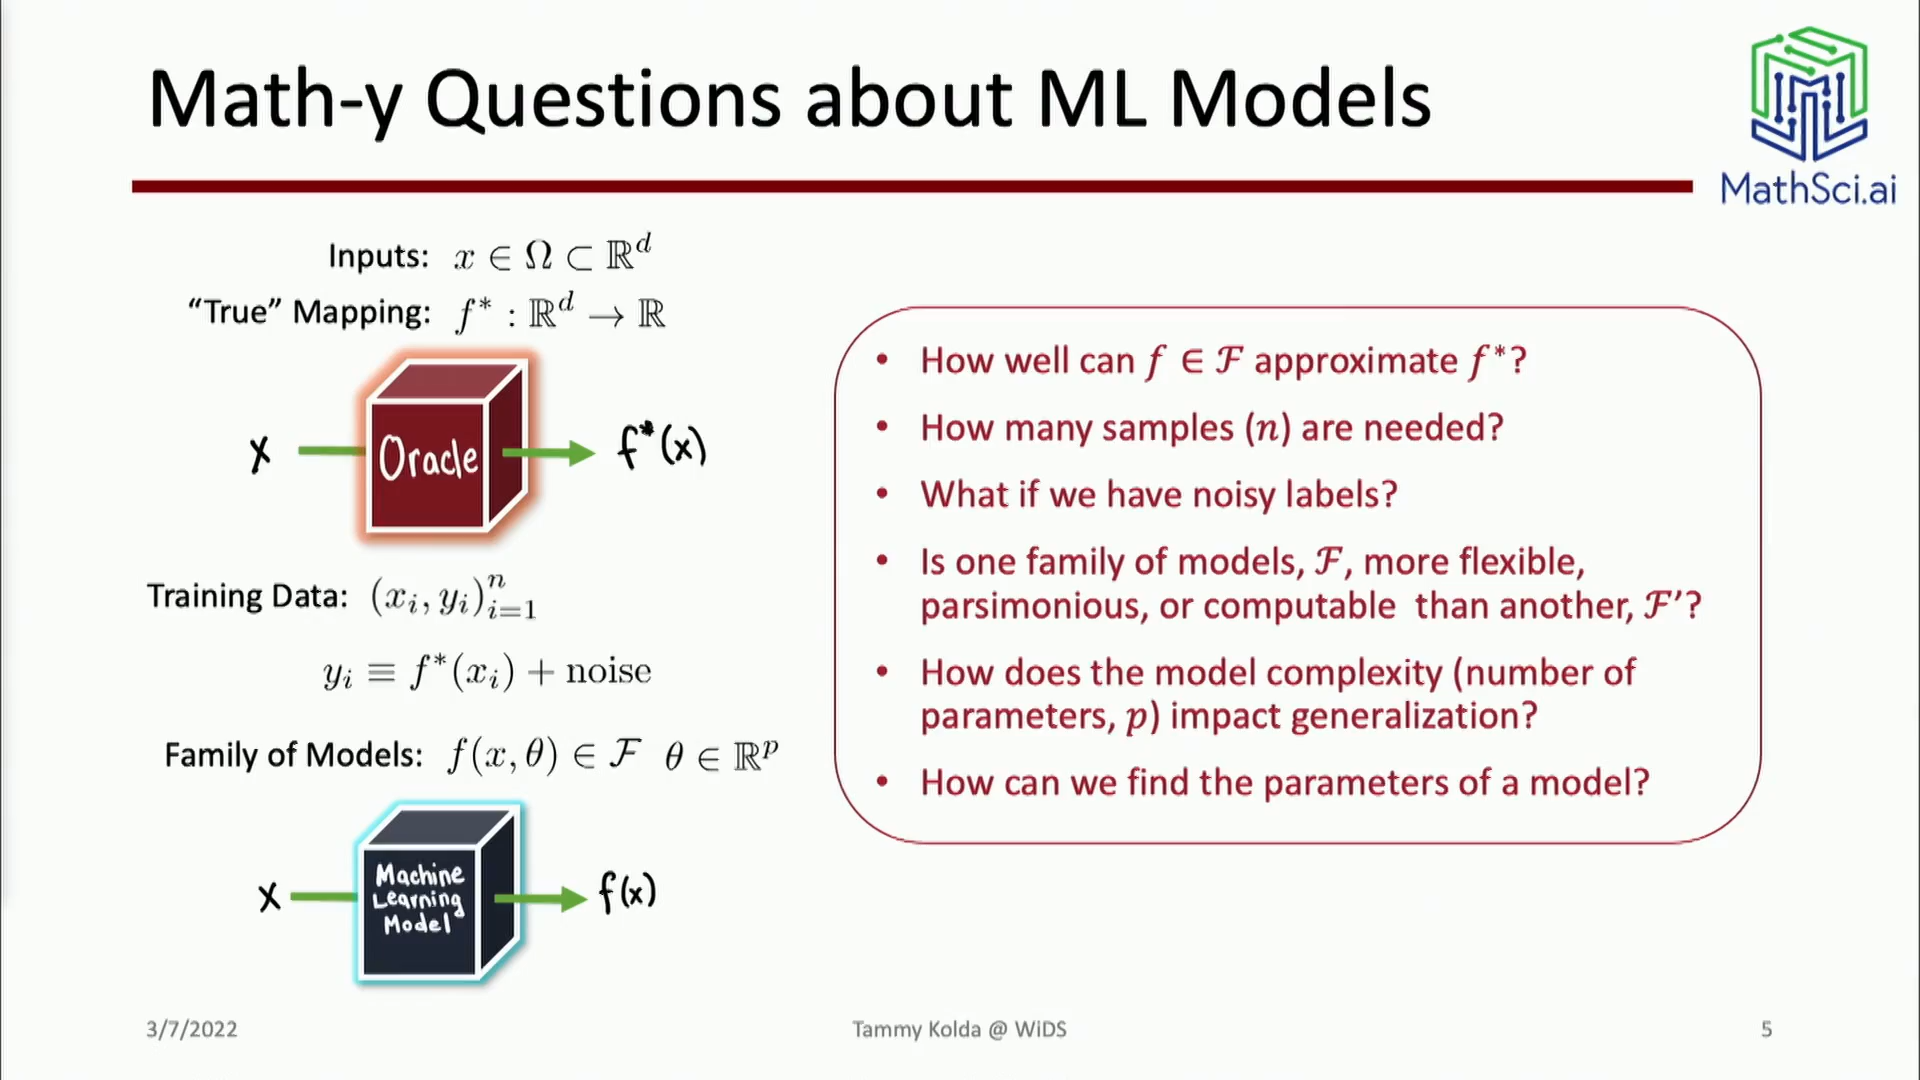 Math-y Questions about ML Models
MathSci.ai
Inputs: x ∈ Ω ⊂ ℝ^d
“True” Mapping: f* : ℝ^d → ℝ
x
Oracle
f*(x)
Training Data: (x_i, y_i)_{i=1}^n
y_i ≡ f*(x_i) + noise
Family of Models: f(x, θ) ∈ ℱ θ ∈ ℝ^p
x
Machine
Learning
Model
f(x)
• How well can f ∈ ℱ approximate f*?
• How many samples (n) are needed?
• What if we have noisy labels?
• Is one family of models, ℱ, more flexible,
parsimonious, or computable than another, ℱ′?
• How does the model complexity (number of
parameters, p) impact generalization?
• How can we find the parameters of a model?
3/7/2022
Tammy Kolda @ WiDS
5